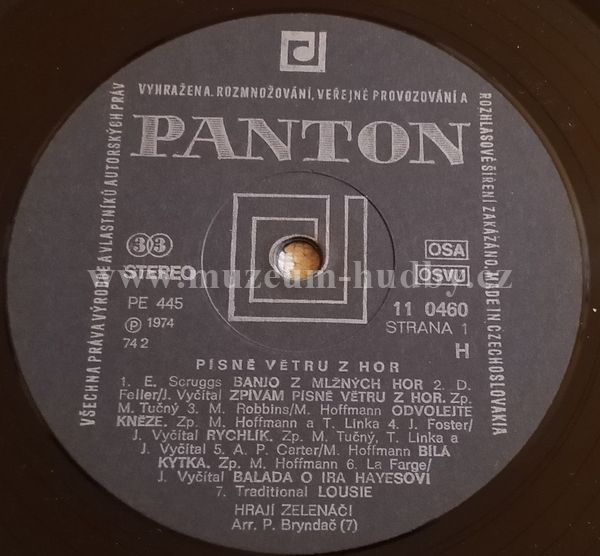 VYHRAŽENA. ROZMNOŽOVÁNÍ, VEŘEJNÉ PROVOZOVÁNÍ A
ROZHLASOVÉ ŠÍŘENÍ ZAKÁZÁNO. MADE IN CZECHOSLOVAKIA
VŠECHNA PRÁVA VÝROBCE A VLASTNÍKŮ AUTORSKÝCH PRÁV
PANTON
33
STEREO
PE 445
Ⓟ 1974
74 2
OSA
OSVU
11 0460
STRANA 1
H
www.muzeum-hudby.cz
PÍSNĚ VĚTRU Z HOR
1. E. Scruggs BANJO Z MLŽNÝCH HOR 2. D.
Feller/J. Vyčítal ZPÍVÁM PÍSNĚ VĚTRU Z HOR. Zp.
M. Tučný 3. M. Robbins/M. Hoffmann ODVOLEJTE
KNĚZE. Zp. M. Hoffmann a T. Linka 4. J. Foster/
J. Vyčítal RYCHLÍK. Zp. M. Tučný, T. Linka a
J. Vyčítal 5. A. P. Carter/M. Hoffmann BÍLÁ
KYTKA. Zp. M. Hoffmann 6. La Farge/
J. Vyčítal BALADA O IRA HAYESOVI
7. Traditional LOUSIE
HRAJÍ ZELENÁČI
Arr. P. Bryndač (7)